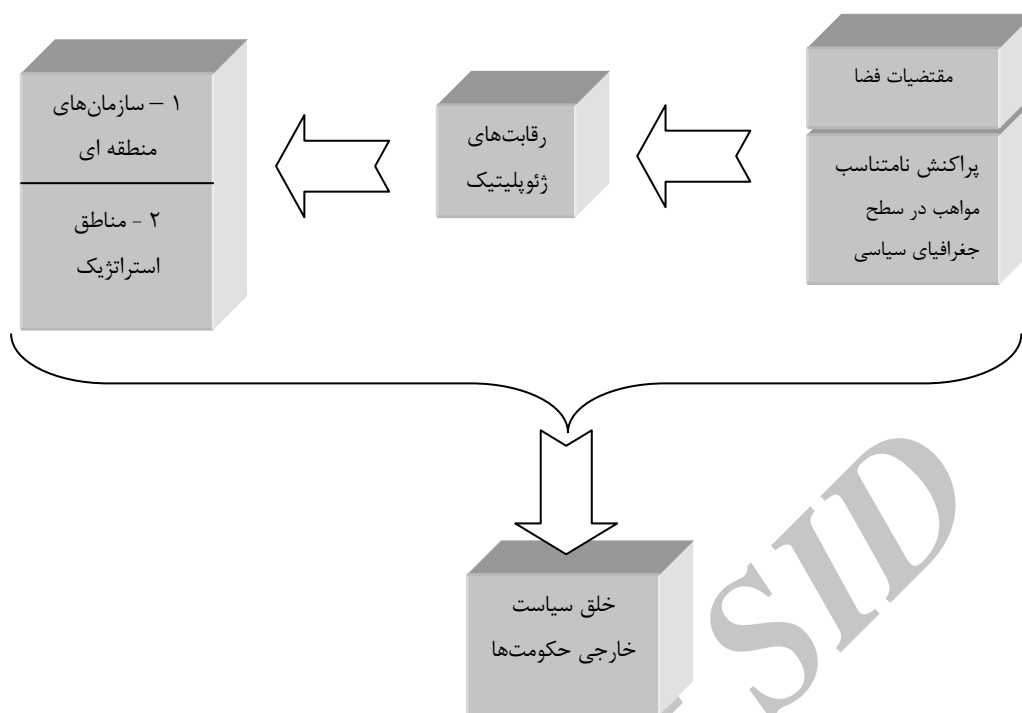 مقتضیات فضا
پراکنش نامتناسب
مواهب در سطح
جغرافیای سیاسی
رقابت‌های
ژئوپلیتیک
۱ – سازمان‌های
منطقه ای
۲ - مناطق
استراتژیک
خلق سیاست
خارجی حکومت‌ها
SID